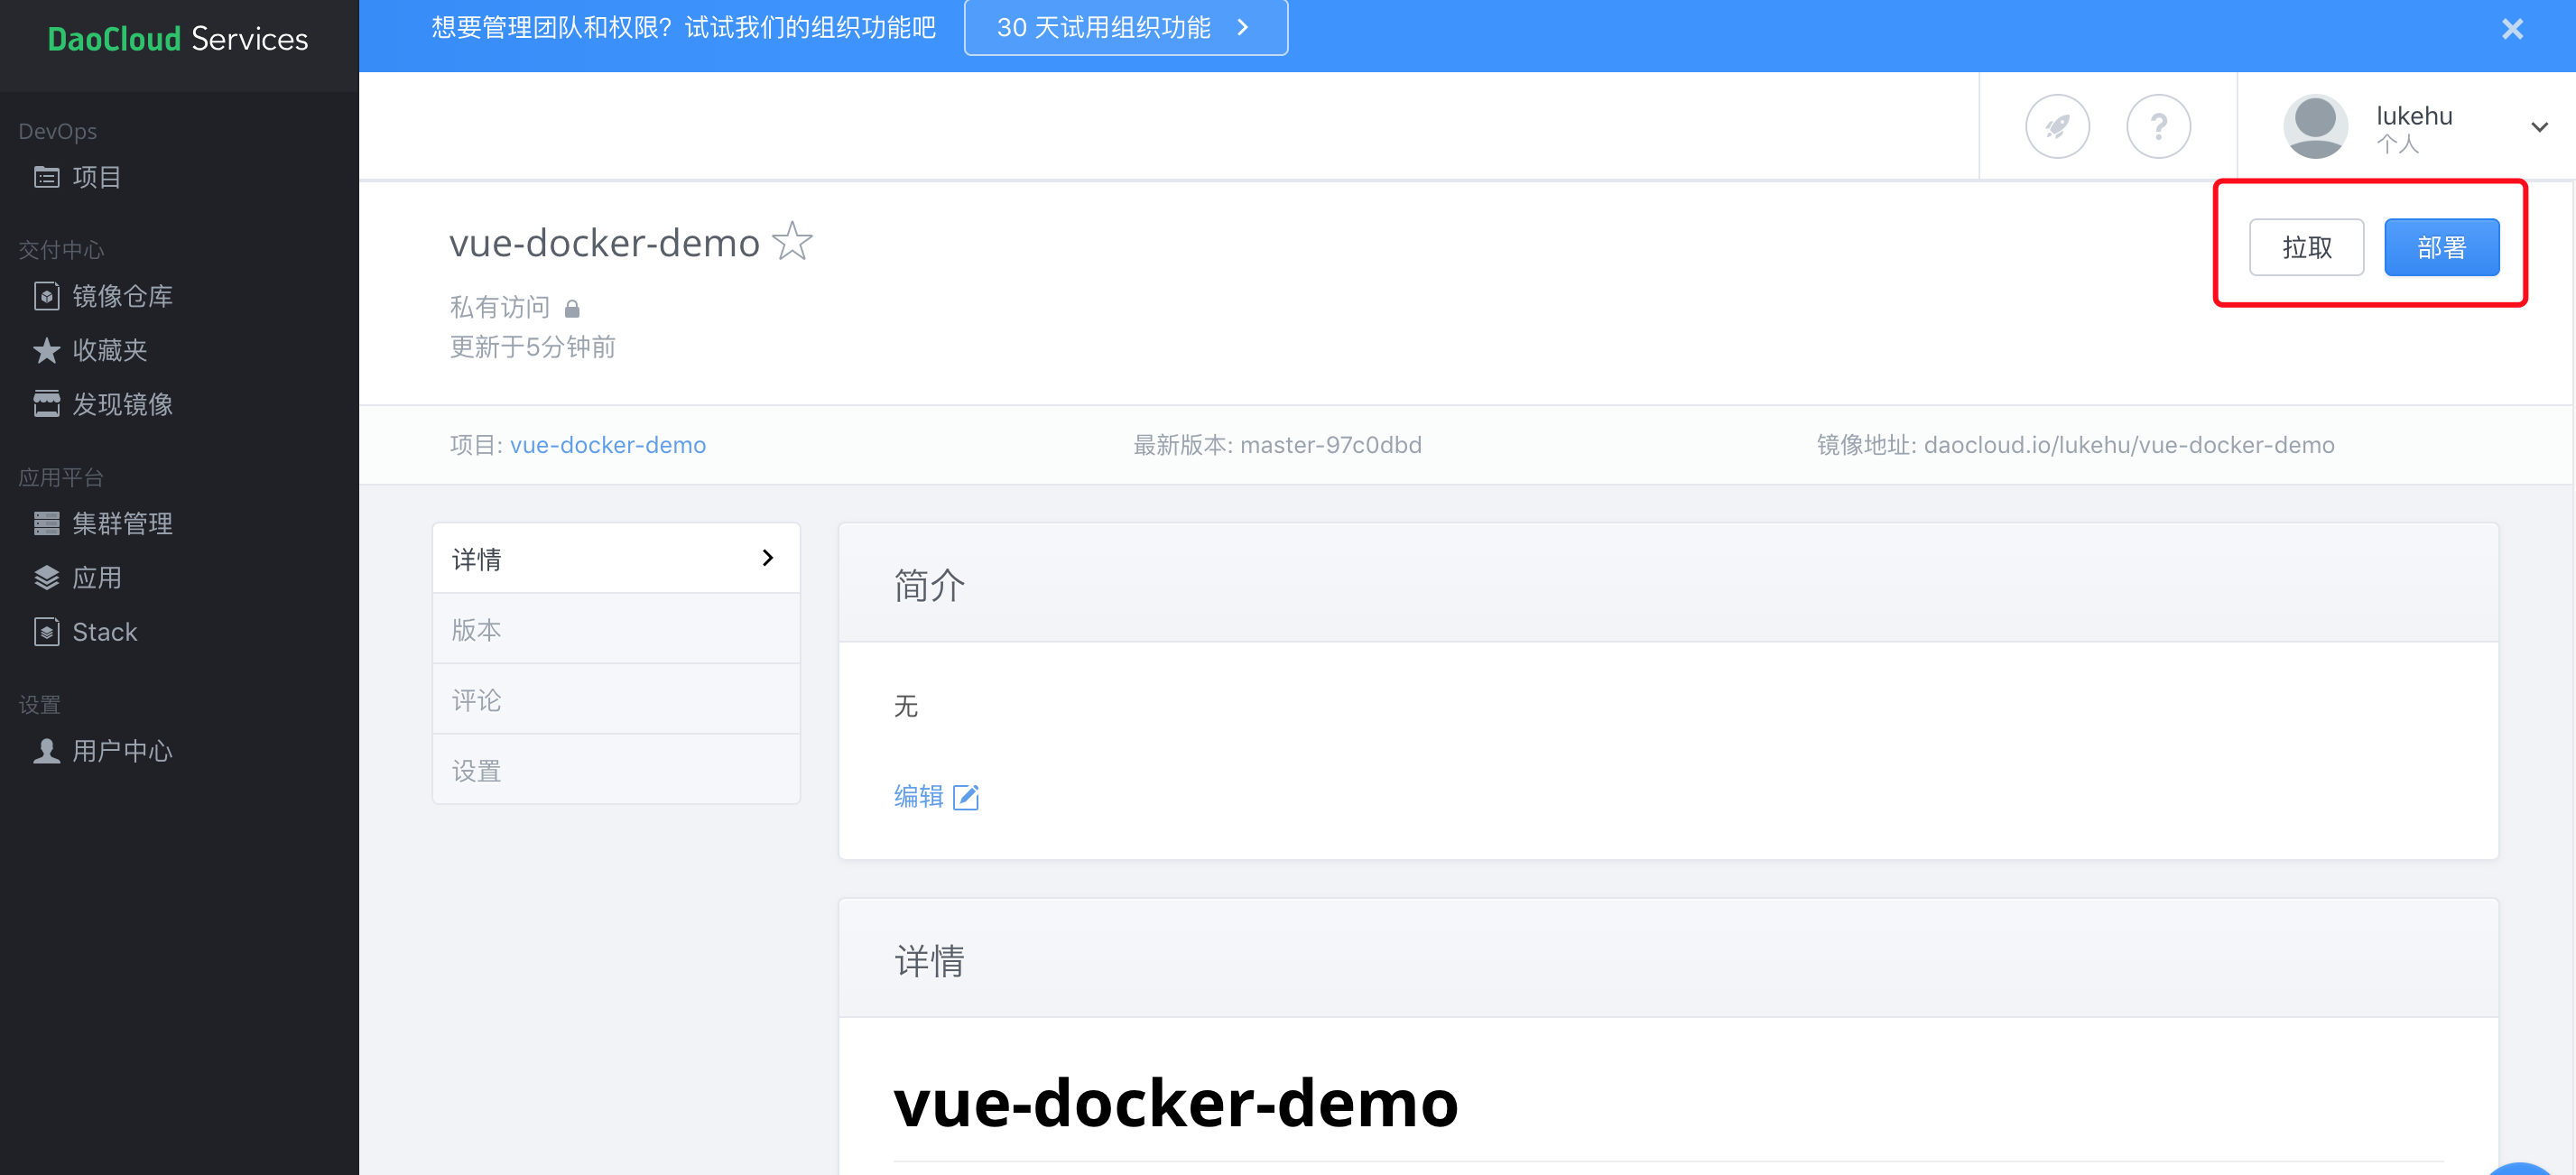 DaoCloud Services
想要管理团队和权限？试试我们的组织功能吧
30 天试用组织功能
DevOps
项目
交付中心
镜像仓库
收藏夹
发现镜像
应用平台
集群管理
应用
Stack
设置
用户中心
lukehu
个人
vue-docker-demo
拉取
部署
私有访问
更新于5分钟前
项目: vue-docker-demo
最新版本: master-97c0dbd
镜像地址: daocloud.io/lukehu/vue-docker-demo
详情
版本
评论
设置
简介
无
编辑
详情
vue-docker-demo